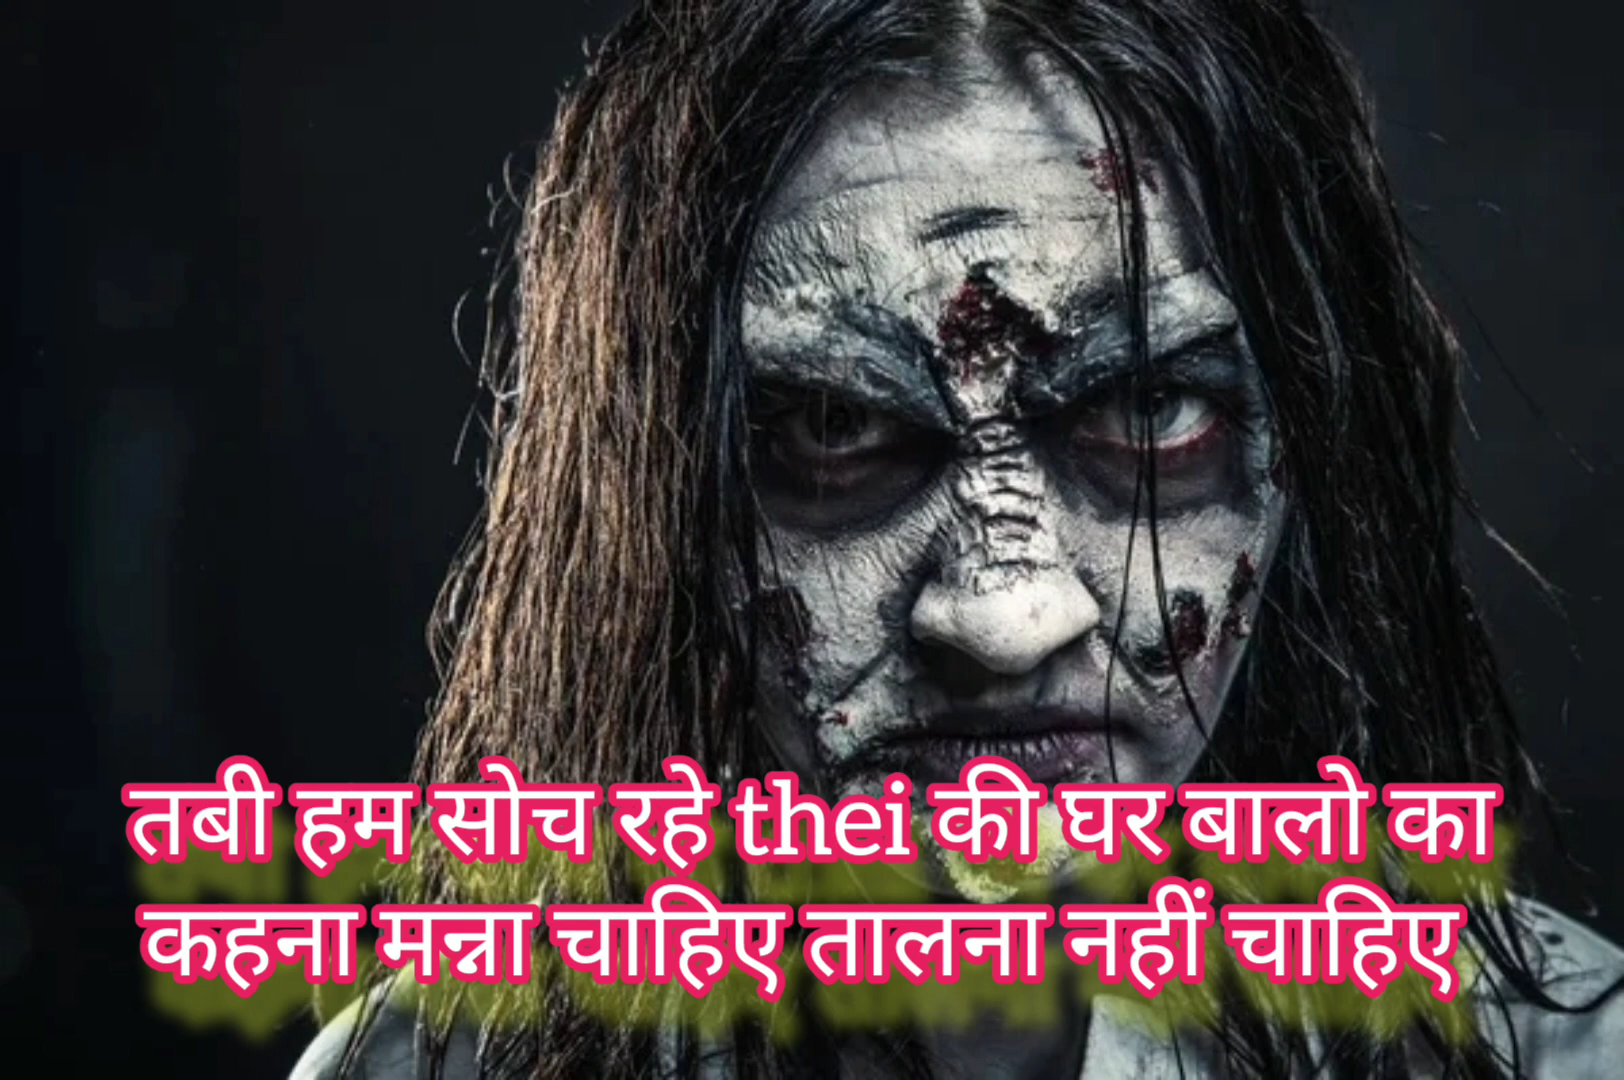 तबी हम सोच रहे thei की घर बालो का
कहना मन्ना चाहिए तालना नहीं चाहिए